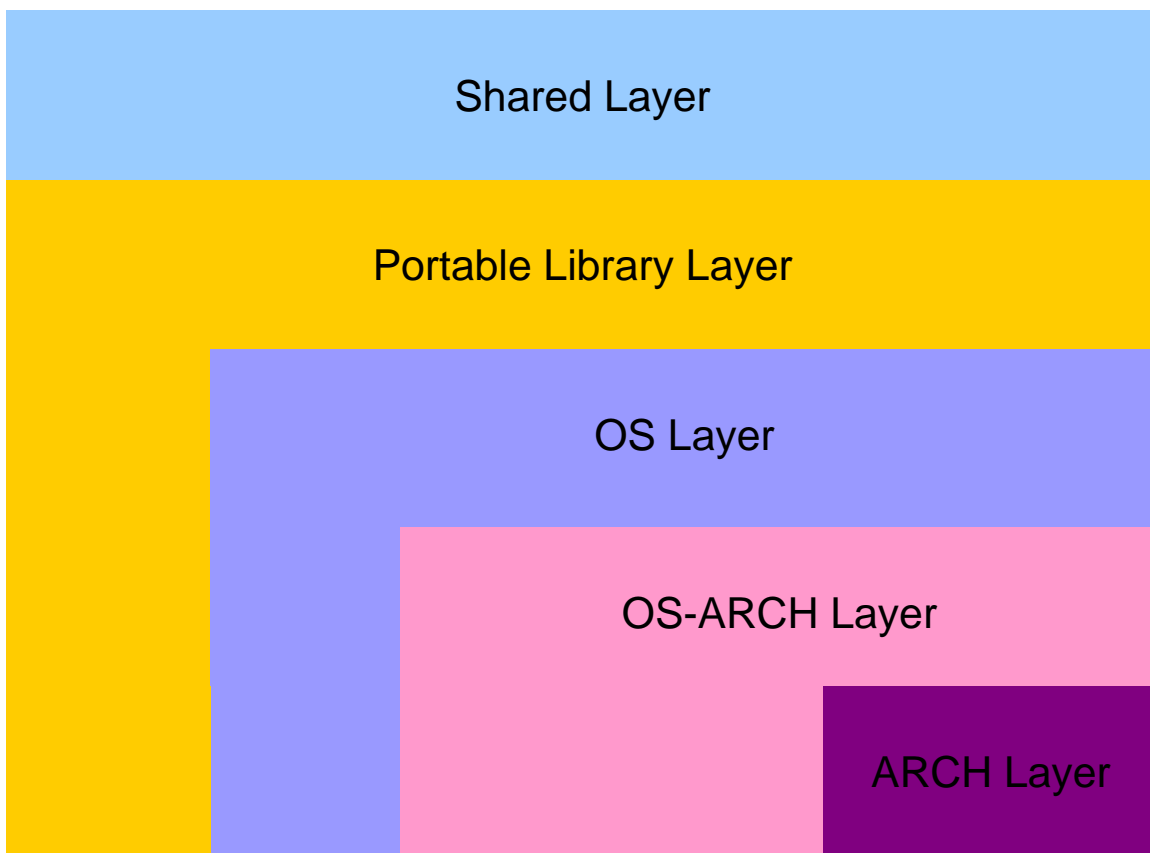 Shared Layer
Portable Library Layer
OS Layer
OS-ARCH Layer
ARCH Layer